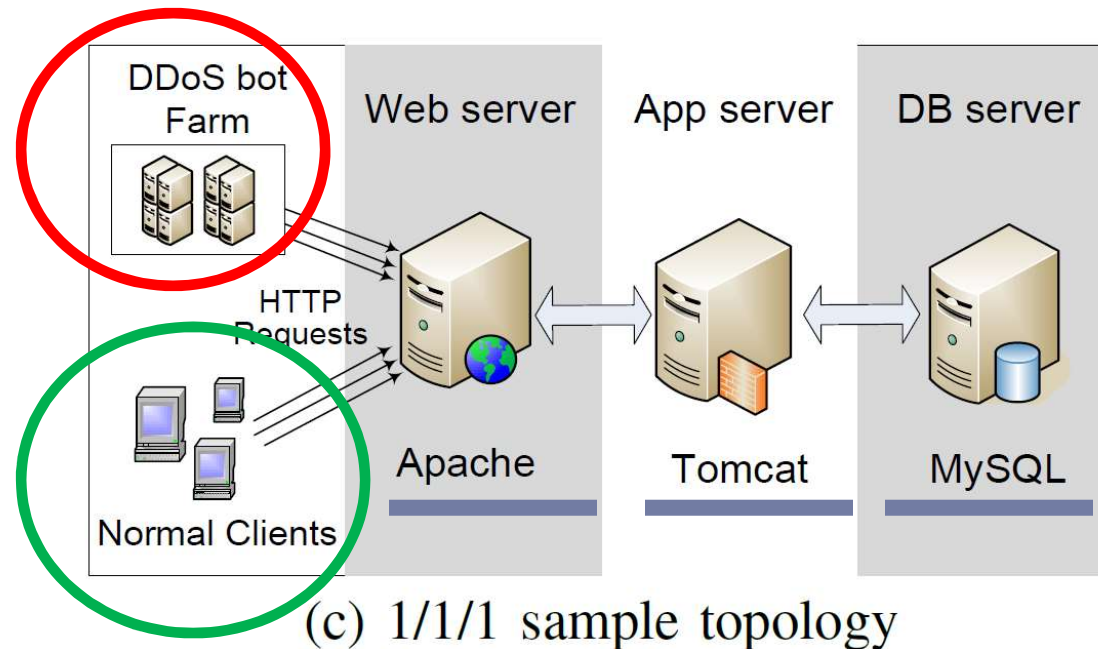 DDoS bot
Farm
Web server
App server
DB server
HTTP
Requests
Normal Clients
Apache
Tomcat
MySQL
(c) 1/1/1 sample topology